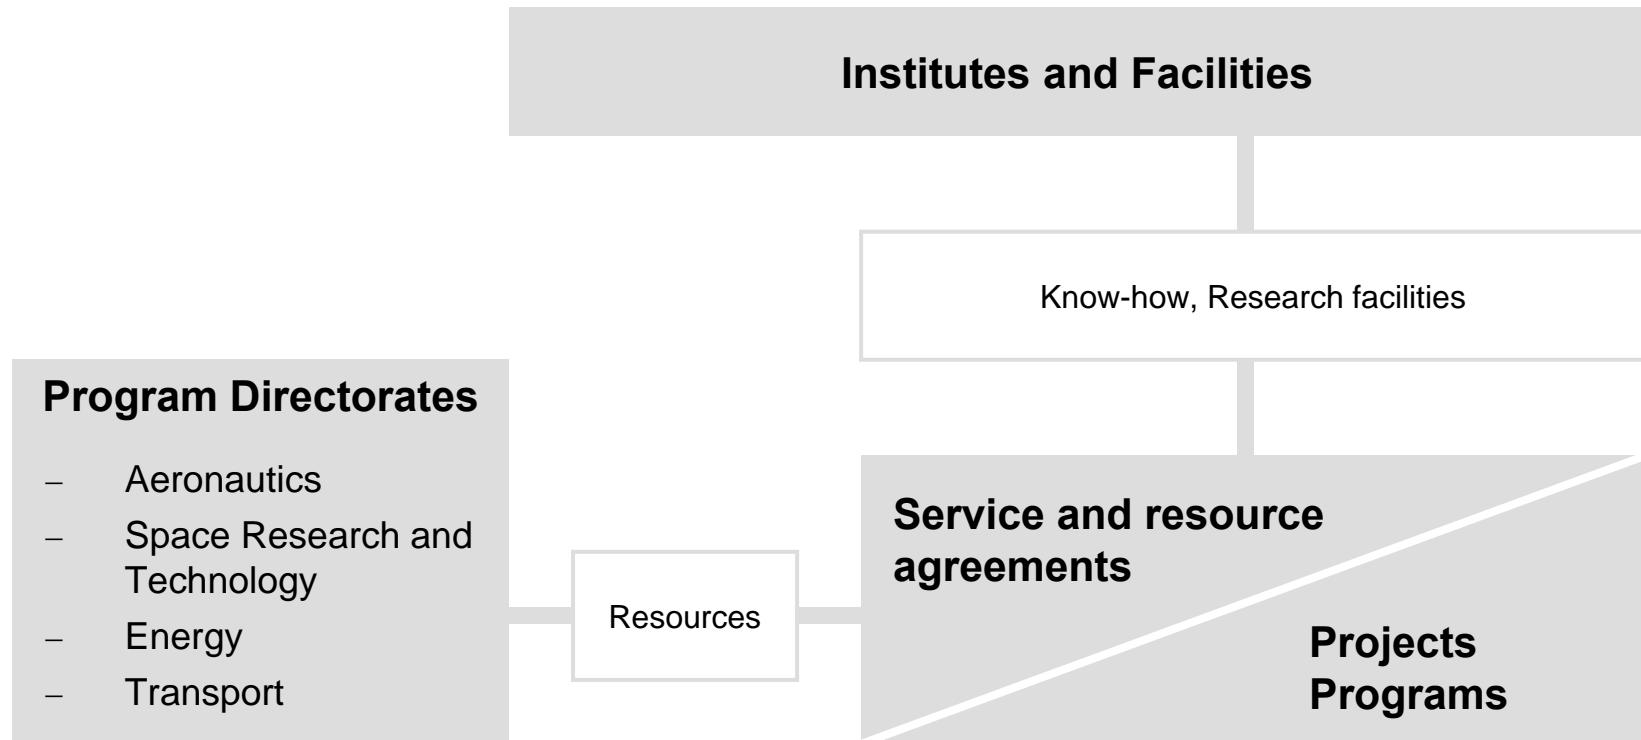 Institutes and Facilities
Know-how, Research facilities
Program Directorates
– Aeronautics
– Space Research and
Technology
– Energy
– Transport
Resources
Service and resource
agreements
Projects
Programs